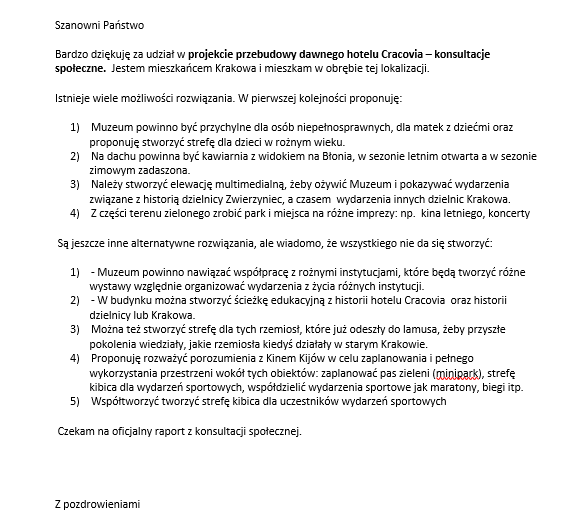 Szanowni Państwo
Bardzo dziękuję za udział w projekcie przebudowy dawnego hotelu Cracovia – konsultacje
społeczne. Jestem mieszkańcem Krakowa i mieszkam w obrębie tej lokalizacji.
Istnieje wiele możliwości rozwiązania. W pierwszej kolejności proponuję:
1) Muzeum powinno być przychylne dla osób niepełnosprawnych, dla matek z dziećmi oraz
proponuję stworzyć strefę dla dzieci w rożnym wieku.
2) Na dachu powinna być kawiarnia z widokiem na Błonia, w sezonie letnim otwarta a w sezonie
zimowym zadaszona.
3) Należy stworzyć elewację multimedialną, żeby ożywić Muzeum i pokazywać wydarzenia
związane z historią dzielnicy Zwierzyniec, a czasem wydarzenia innych dzielnic Krakowa.
4) Z części terenu zielonego zrobić park i miejsca na różne imprezy: np. kina letniego, koncerty
Są jeszcze inne alternatywne rozwiązania, ale wiadomo, że wszystkiego nie da się stworzyć:
1) - Muzeum powinno nawiązać współpracę z rożnymi instytucjami, które będą tworzyć różne
wystawy względnie organizować wydarzenia z życia różnych instytucji.
2) - W budynku można stworzyć ścieżkę edukacyjną z historii hotelu Cracovia oraz historii
dzielnicy lub Krakowa.
3) Można też stworzyć strefę dla tych rzemiosł, które już odeszły do lamusa, żeby przyszłe
pokolenia wiedziały, jakie rzemiosła kiedyś działały w starym Krakowie.
4) Proponuję rozważyć porozumienia z Kinem Kijów w celu zaplanowania i pełnego
wykorzystania przestrzeni wokół tych obiektów: zaplanować pas zieleni (minipark), strefę
kibica dla wydarzeń sportowych, współdzielić wydarzenia sportowe jak maratony, biegi itp.
5) Współtworzyć tworzyć strefę kibica dla uczestników wydarzeń sportowych
Czekam na oficjalny raport z konsultacji społecznej.
Z pozdrowieniami